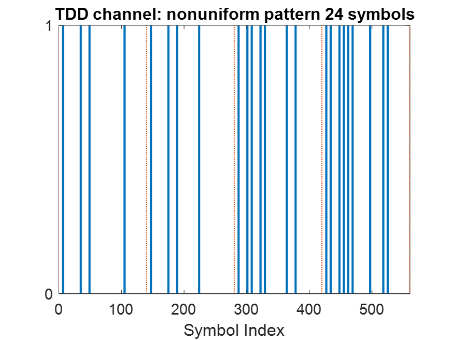 TDD channel: nonuniform pattern 24 symbols
1
0
0 100 200 300 400 500
Symbol Index